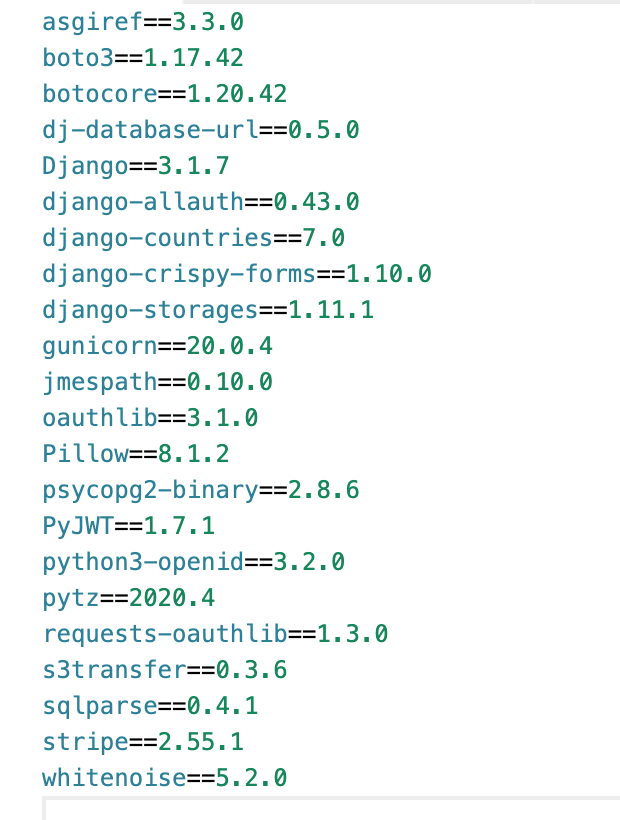 asgiref==3.3.0
boto3==1.17.42
botocore==1.20.42
dj-database-url==0.5.0
Django==3.1.7
django-allauth==0.43.0
django-countries==7.0
django-crispy-forms==1.10.0
django-storages==1.11.1
gunicorn==20.0.4
jmespath==0.10.0
oauthlib==3.1.0
Pillow==8.1.2
psycopg2-binary==2.8.6
PyJWT==1.7.1
python3-openid==3.2.0
pytz==2020.4
requests-oauthlib==1.3.0
s3transfer==0.3.6
sqlparse==0.4.1
stripe==2.55.1
whitenoise==5.2.0